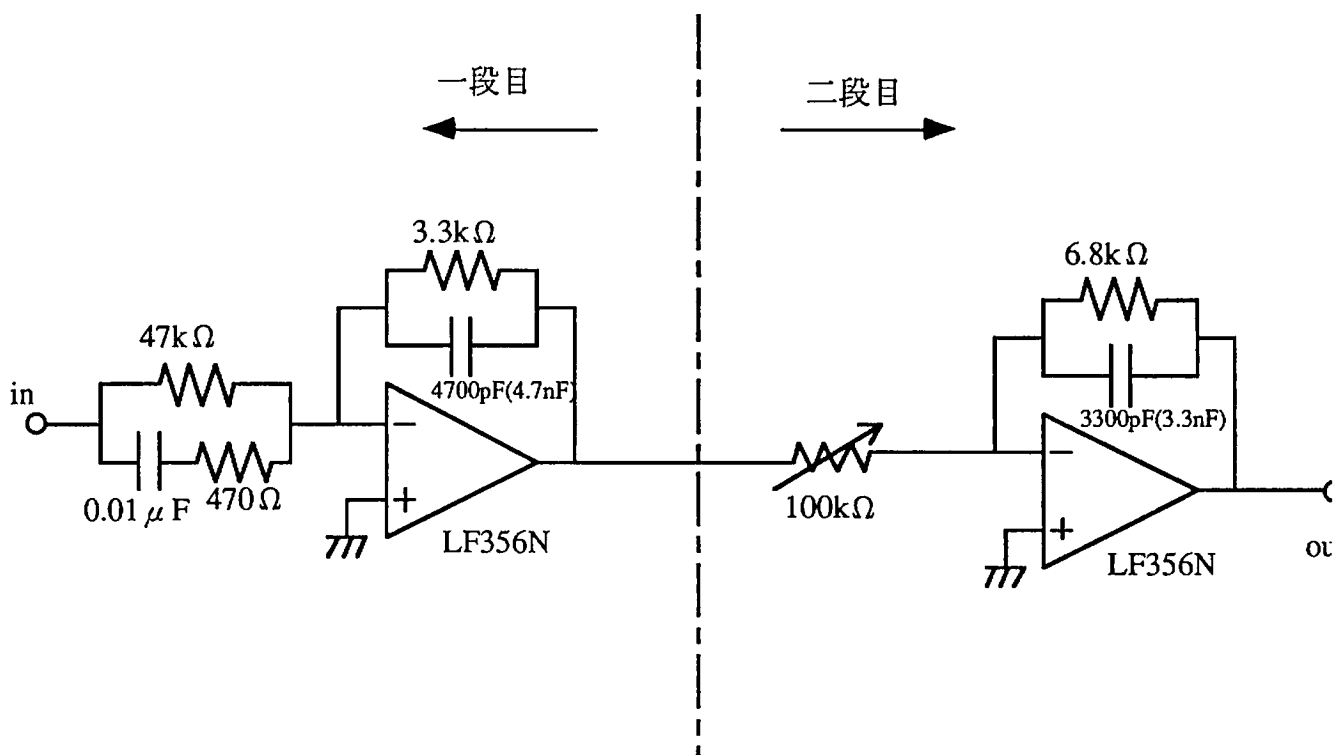 一段目
二段目
3.3kΩ
6.8kΩ
47kΩ
4700pF(4.7nF)
in
3300pF(3.3nF)
0.01μF
470Ω
100kΩ
LF356N
LF356N
ou